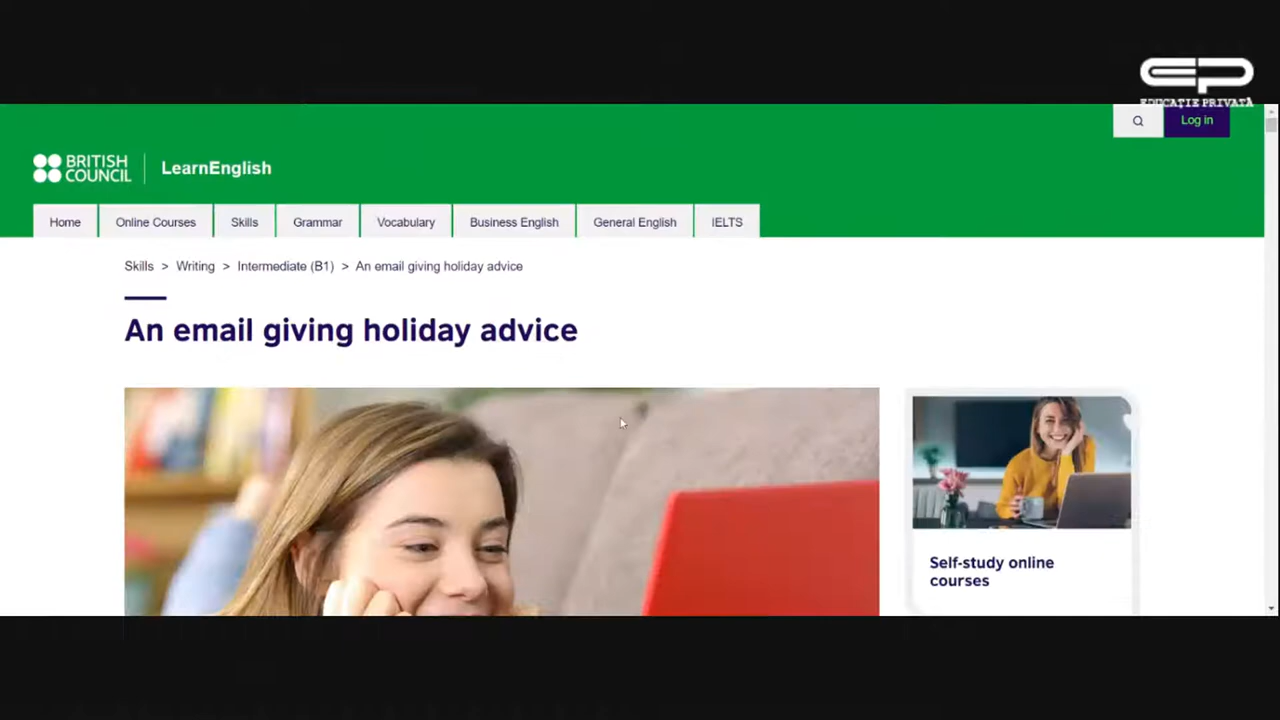 EP
EDUCAȚIE PRIVATĂ
Log in
BRITISH
COUNCIL
LearnEnglish
Home
Online Courses
Skills
Grammar
Vocabulary
Business English
General English
IELTS
Skills > Writing > Intermediate (B1) > An email giving holiday advice
An email giving holiday advice
Self-study online
courses